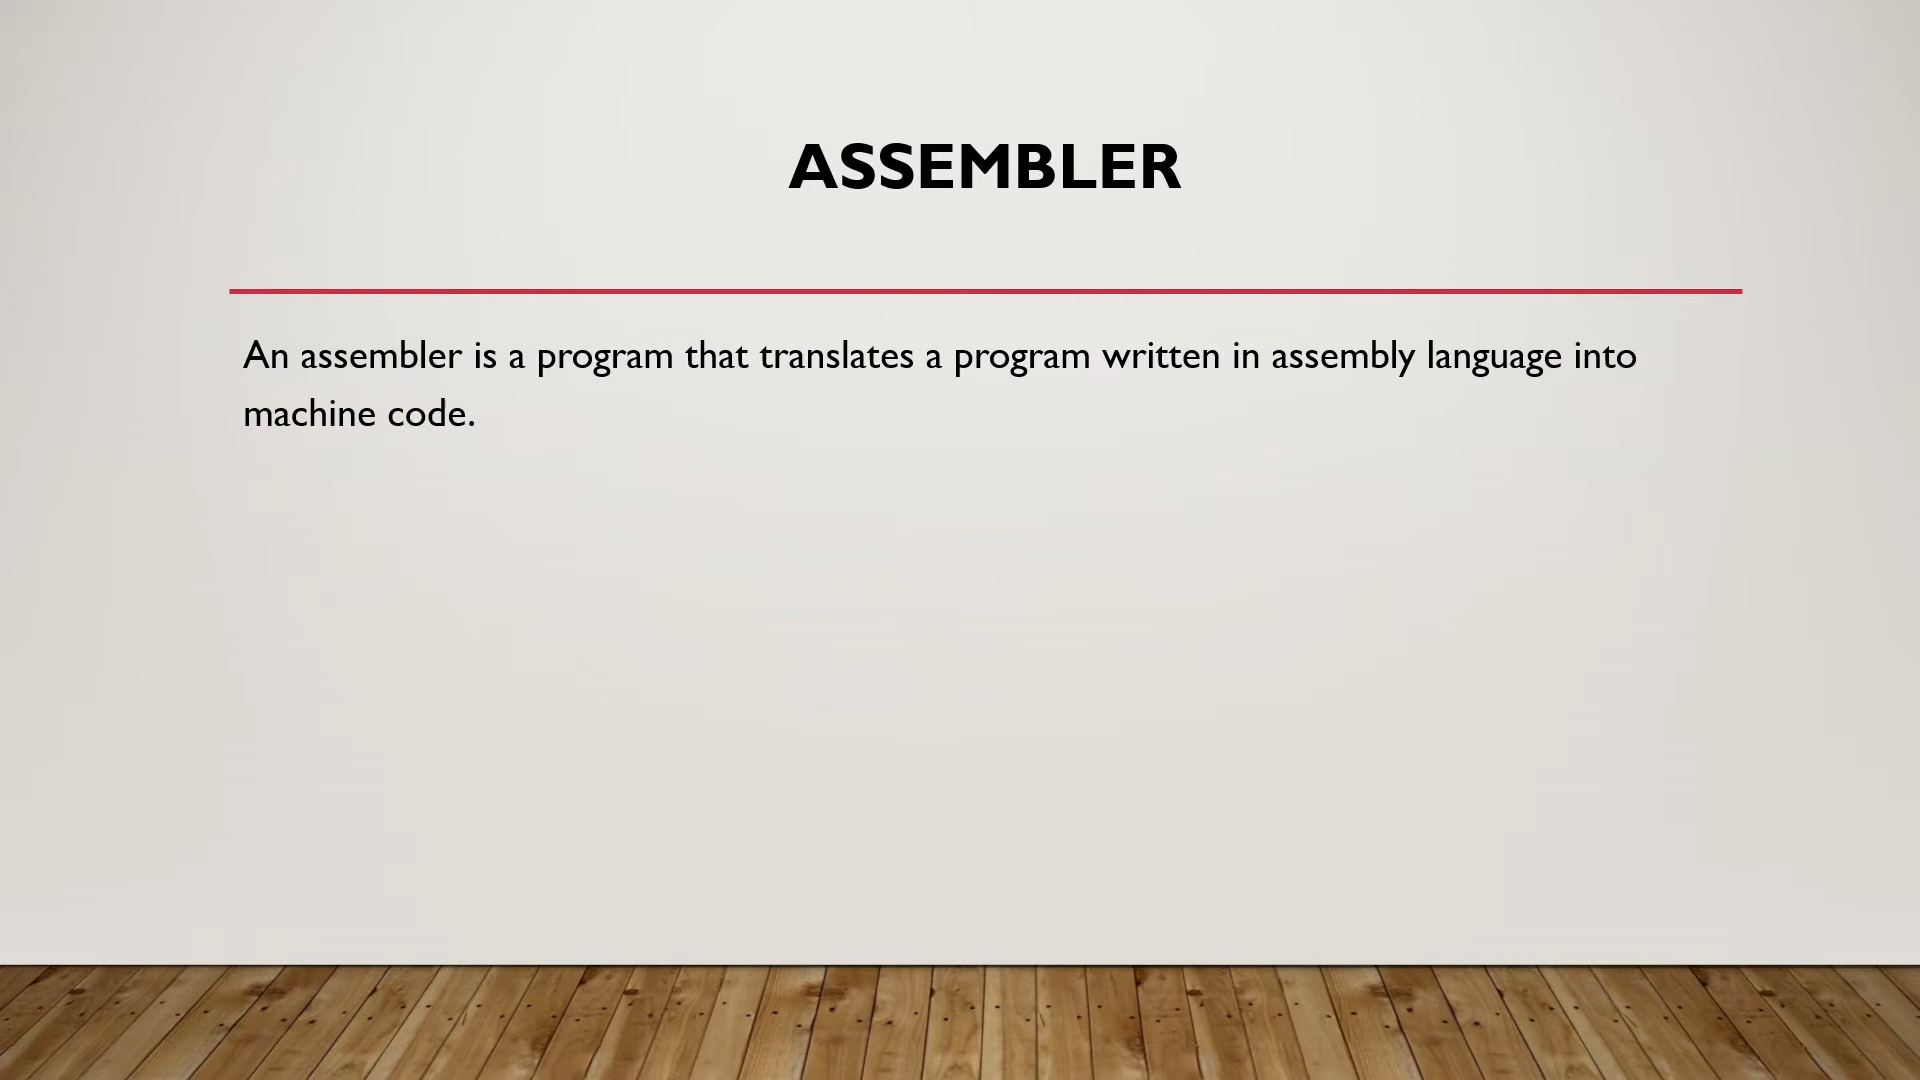 ASSEMBLER
An assembler is a program that translates a program written in assembly language into
machine code.